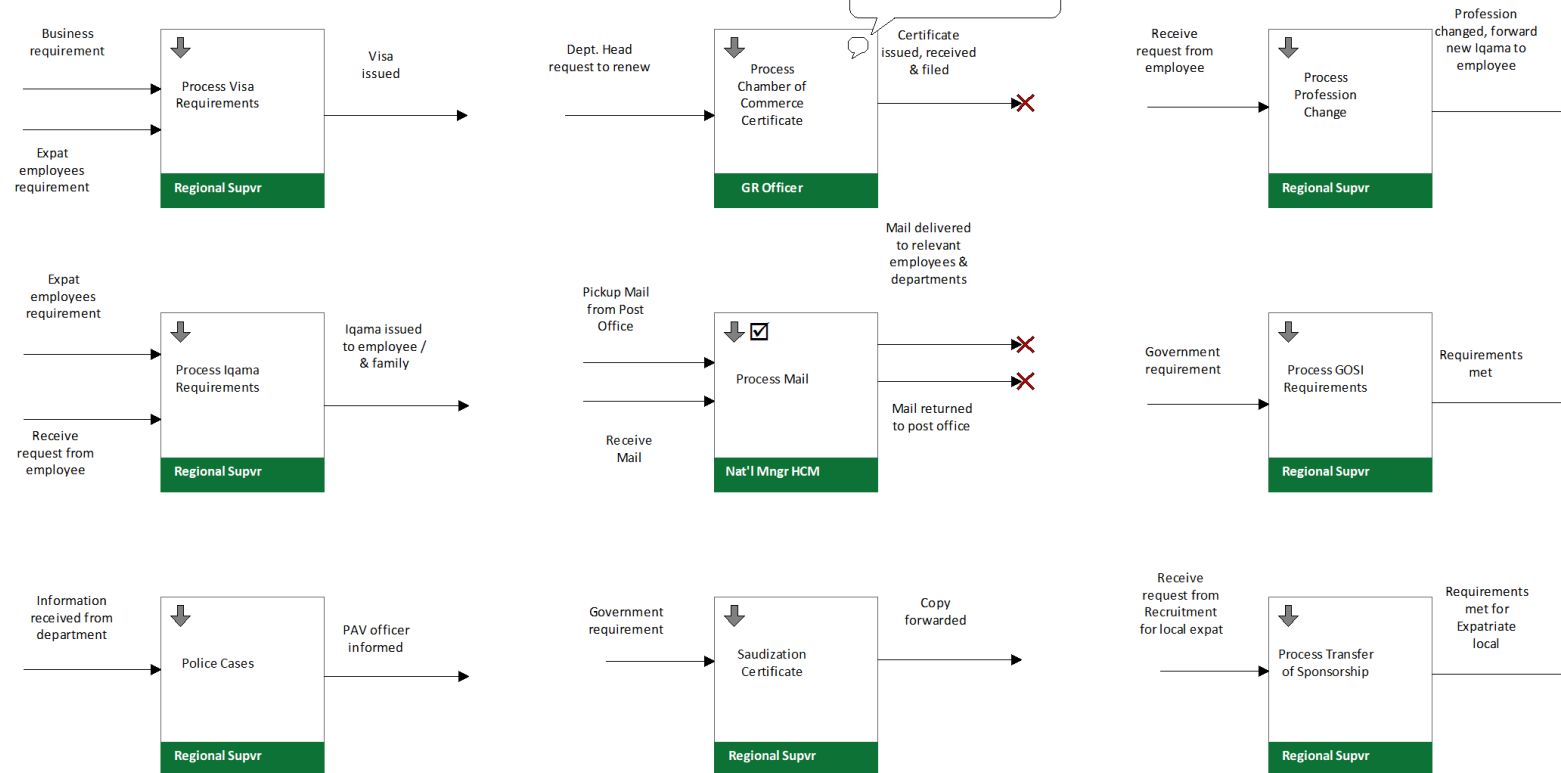 Business
requirement
Expat
employees
requirement
Process Visa
Requirements
Regional Supvr
Visa
issued
Dept. Head
request to renew
Process
Chamber of
Commerce
Certificate
GR Officer
Certificate
issued, received
& filed
Receive
request from
employee
Process
Profession
Change
Regional Supvr
Profession
changed, forward
new Iqama to
employee
Expat
employees
requirement
Receive
request from
employee
Process Iqama
Requirements
Regional Supvr
Iqama issued
to employee /
& family
Pickup Mail
from Post
Office
Receive
Mail
Process Mail
Nat'l Mngr HCM
Mail delivered
to relevant
employees &
departments
Mail returned
to post office
Government
requirement
Process GOSI
Requirements
Regional Supvr
Requirements
met
Information
received from
department
Police Cases
Regional Supvr
PAV officer
informed
Government
requirement
Saudization
Certificate
Regional Supvr
Copy
forwarded
Receive
request from
Recruitment
for local expat
Process Transfer
of Sponsorship
Regional Supvr
Requirements
met for
Expatriate
local